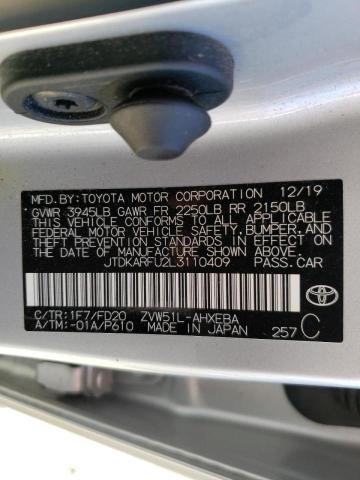 MFD.BY:TOYOTA MOTOR CORPORATION 12/19
GVWR 3945LB GAWR FR 2250LB RR 2150LB
THIS VEHICLE CONFORMS TO ALL APPLICABLE
FEDERAL MOTOR VEHICLE SAFETY,BUMPER,AND
THEFT PREVENTION STANDARDS IN EFFECT ON
THE DATE OF MANUFACTURE SHOWN ABOVE.
JTDKARFU2L3110409 PASS.CAR
C/TR:1F7/FD20 ZVW51L-AHXEBA
A/TM:-01A/P610 MADE IN JAPAN 257 C
TOYOTA